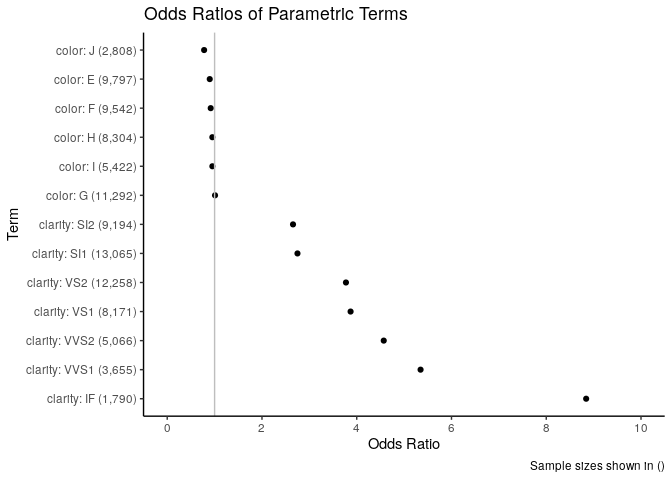 Odds Ratios of Parametric Terms
Term
color: J (2,808)
color: E (9,797)
color: F (9,542)
color: H (8,304)
color: I (5,422)
color: G (11,292)
clarity: SI2 (9,194)
clarity: SI1 (13,065)
clarity: VS2 (12,258)
clarity: VS1 (8,171)
clarity: VVS2 (5,066)
clarity: VVS1 (3,655)
clarity: IF (1,790)
0 2 4 6 8 10
Odds Ratio
Sample sizes shown in ()